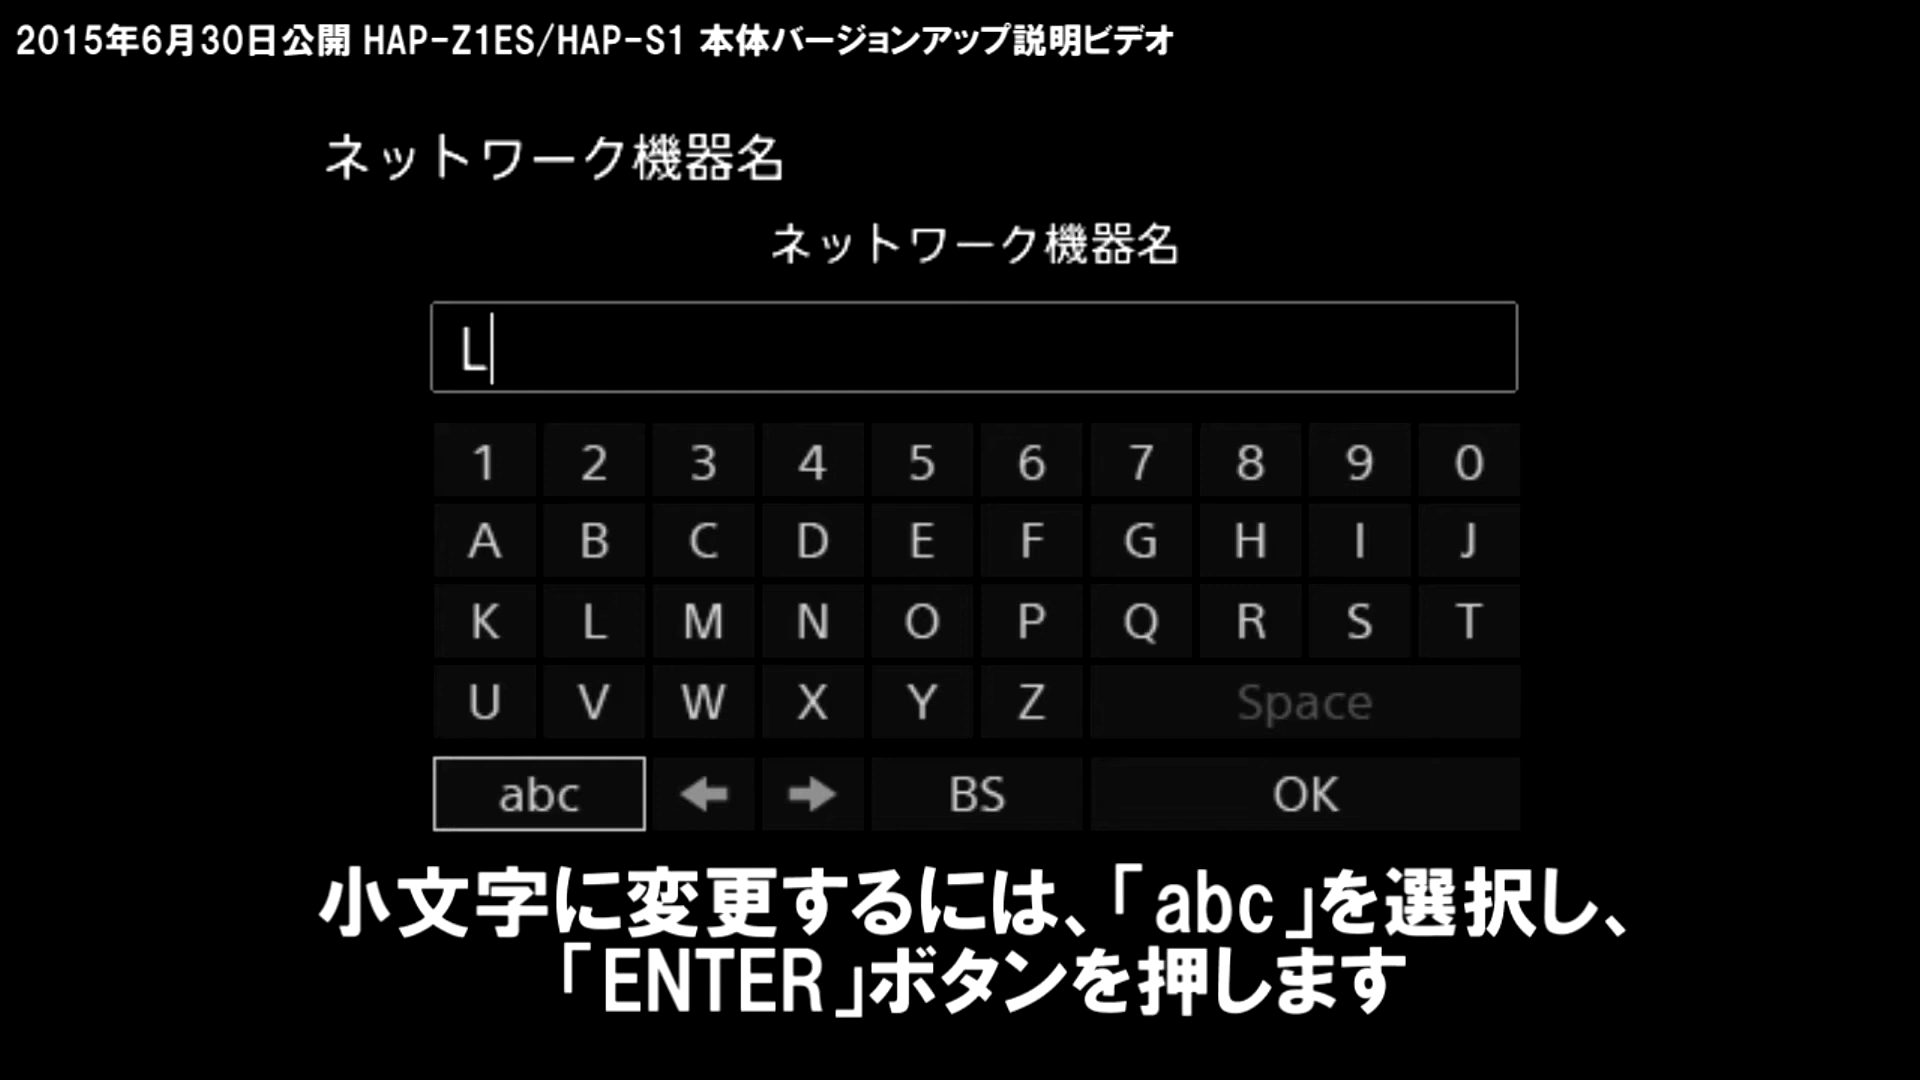 2015年6月30日公開 HAP-Z1ES/HAP-S1 本体バージョンアップ説明ビデオ
ネットワーク機器名
ネットワーク機器名
L
1 2 3 4 5 6 7 8 9 0
A B C D E F G H I J
K L M N O P Q R S T
U V W X Y Z Space
abc ← → BS OK
小文字に変更するには、「abc」を選択し、
「ENTER」ボタンを押します